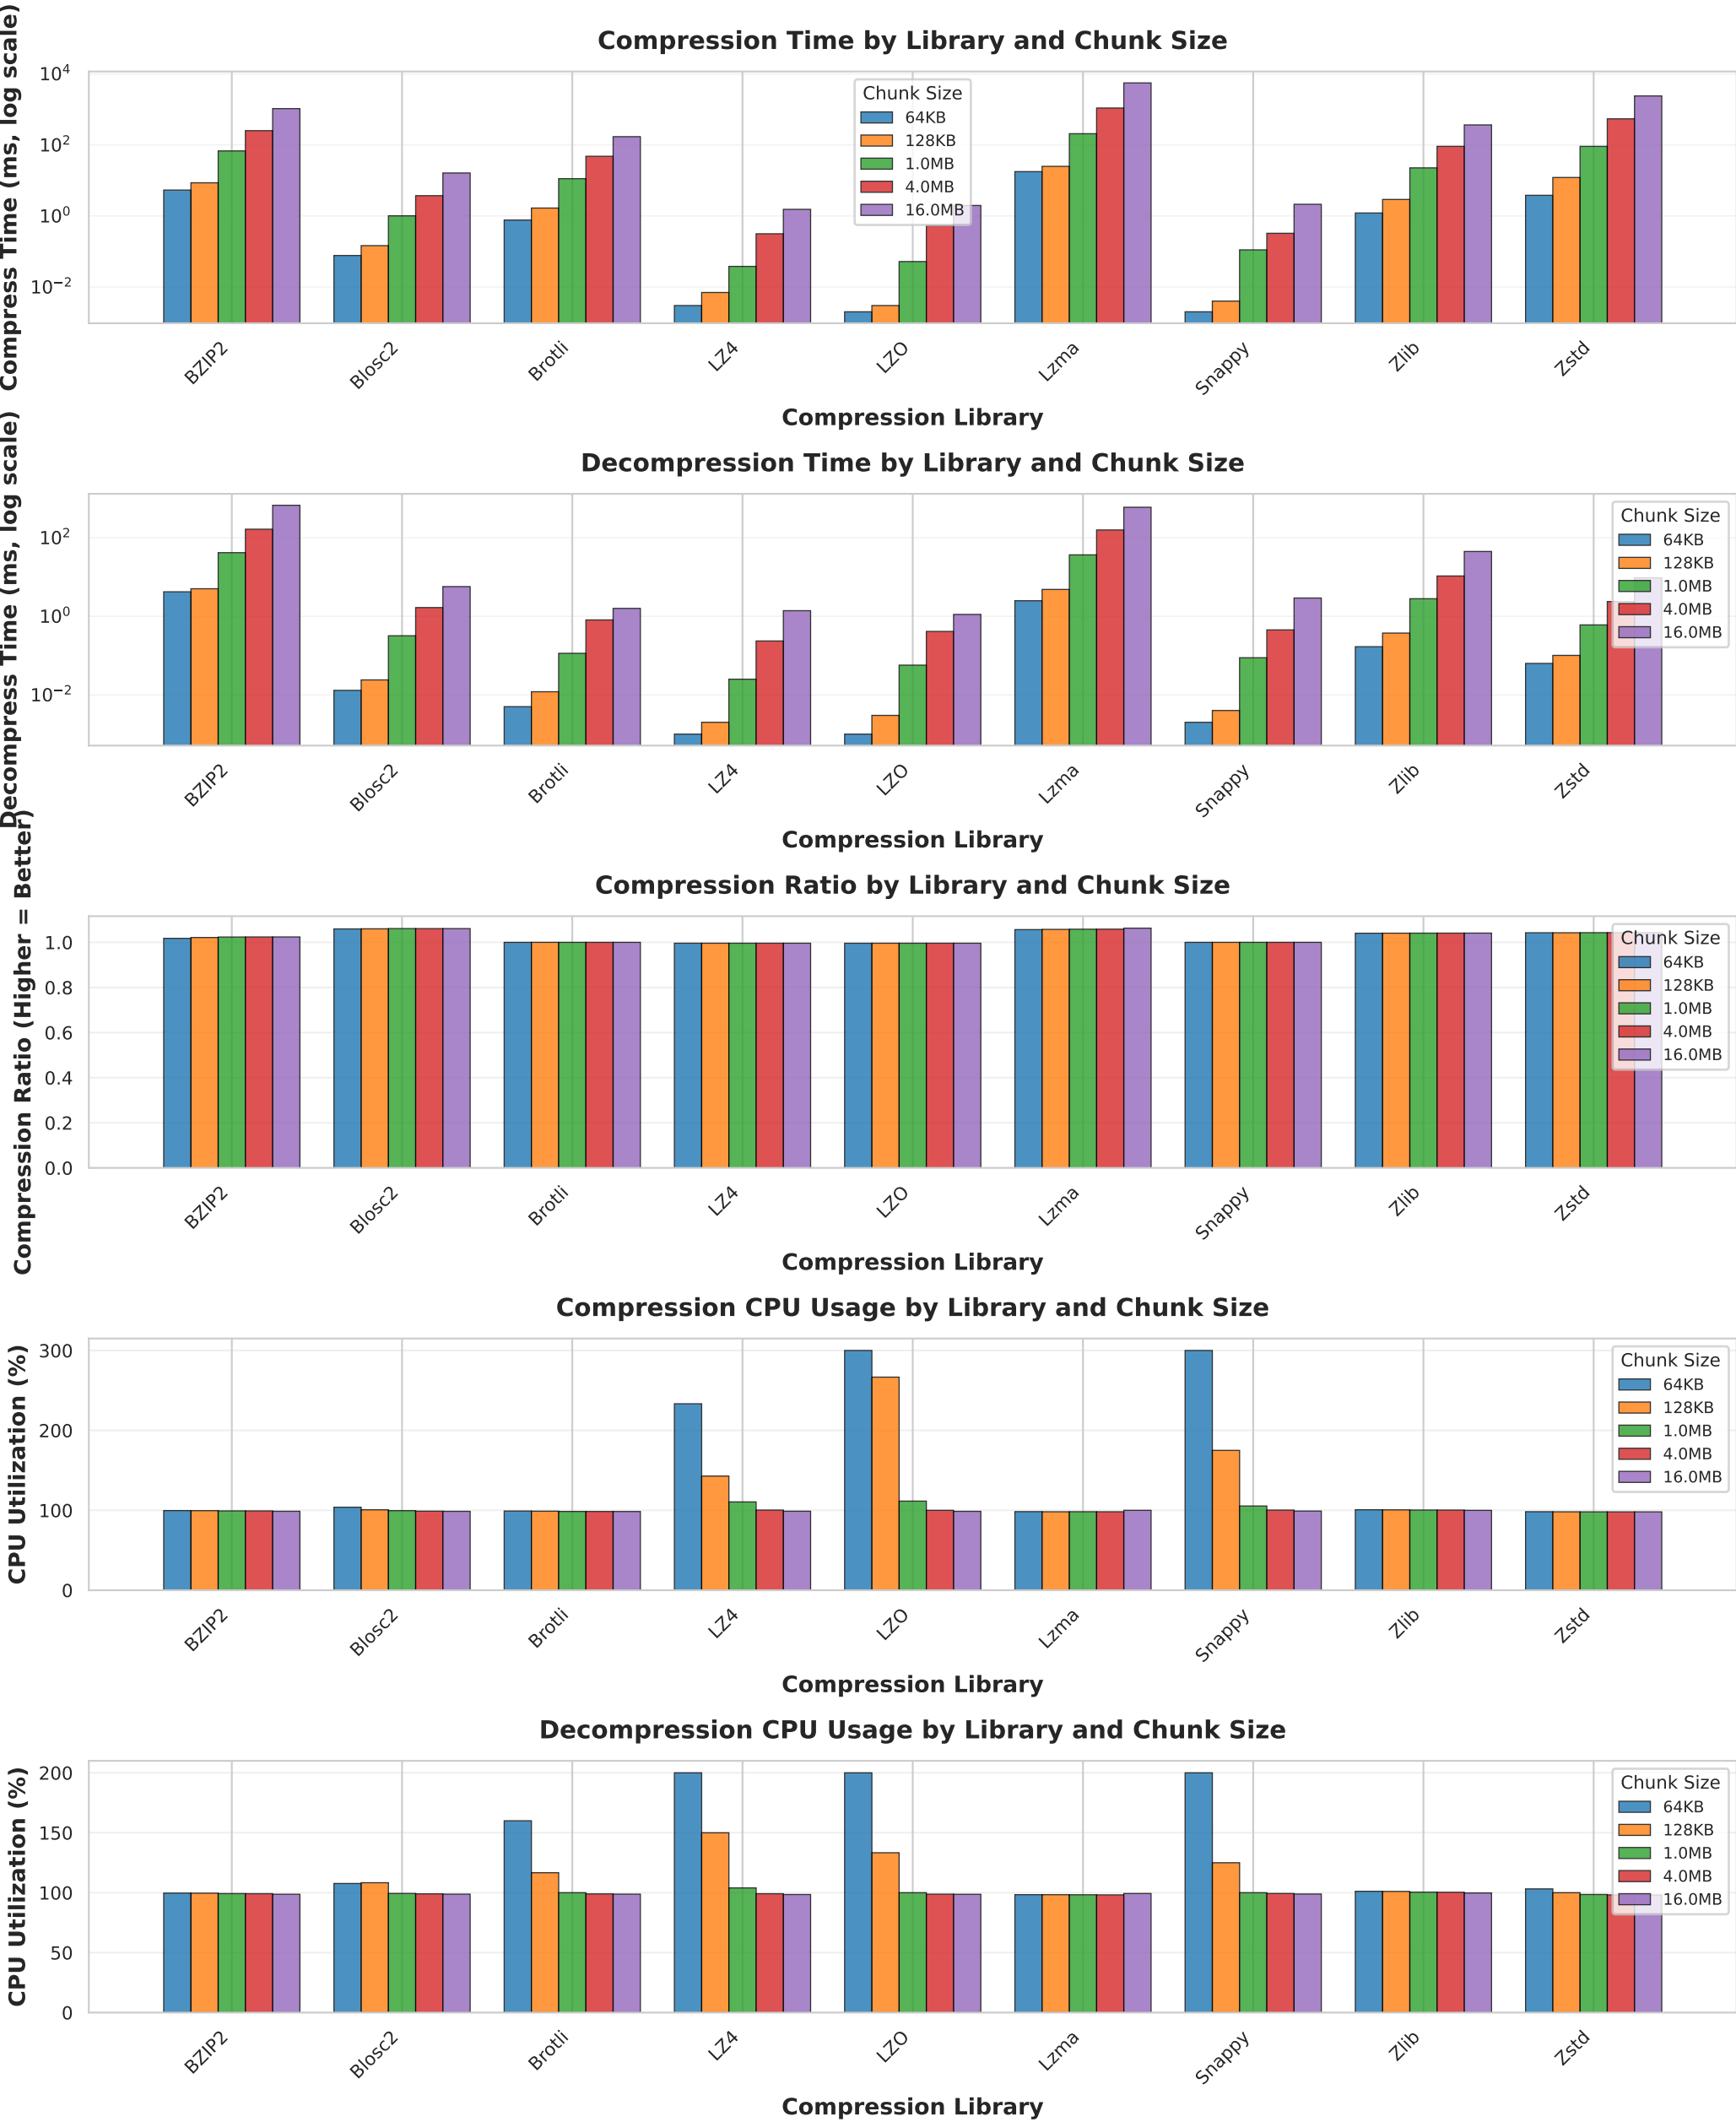 Compression Time by Library and Chunk Size
Compress Time (ms, log scale)
10⁴
10²
10⁰
10⁻²
Chunk Size
64KB
128KB
1.0MB
4.0MB
16.0MB
BZIP2
Blosc2
Brotli
LZ4
LZO
Lzma
Snappy
Zlib
Zstd
Compression Library
Decompression Time by Library and Chunk Size
Decompress Time (ms, log scale)
10²
10⁰
10⁻²
Chunk Size
64KB
128KB
1.0MB
4.0MB
16.0MB
BZIP2
Blosc2
Brotli
LZ4
LZO
Lzma
Snappy
Zlib
Zstd
Compression Library
Compression Ratio by Library and Chunk Size
Compression Ratio (Higher = Better)
1.0
0.8
0.6
0.4
0.2
0.0
Chunk Size
64KB
128KB
1.0MB
4.0MB
16.0MB
BZIP2
Blosc2
Brotli
LZ4
LZO
Lzma
Snappy
Zlib
Zstd
Compression Library
Compression CPU Usage by Library and Chunk Size
CPU Utilization (%)
300
200
100
0
Chunk Size
64KB
128KB
1.0MB
4.0MB
16.0MB
BZIP2
Blosc2
Brotli
LZ4
LZO
Lzma
Snappy
Zlib
Zstd
Compression Library
Decompression CPU Usage by Library and Chunk Size
CPU Utilization (%)
200
150
100
50
0
Chunk Size
64KB
128KB
1.0MB
4.0MB
16.0MB
BZIP2
Blosc2
Brotli
LZ4
LZO
Lzma
Snappy
Zlib
Zstd
Compression Library